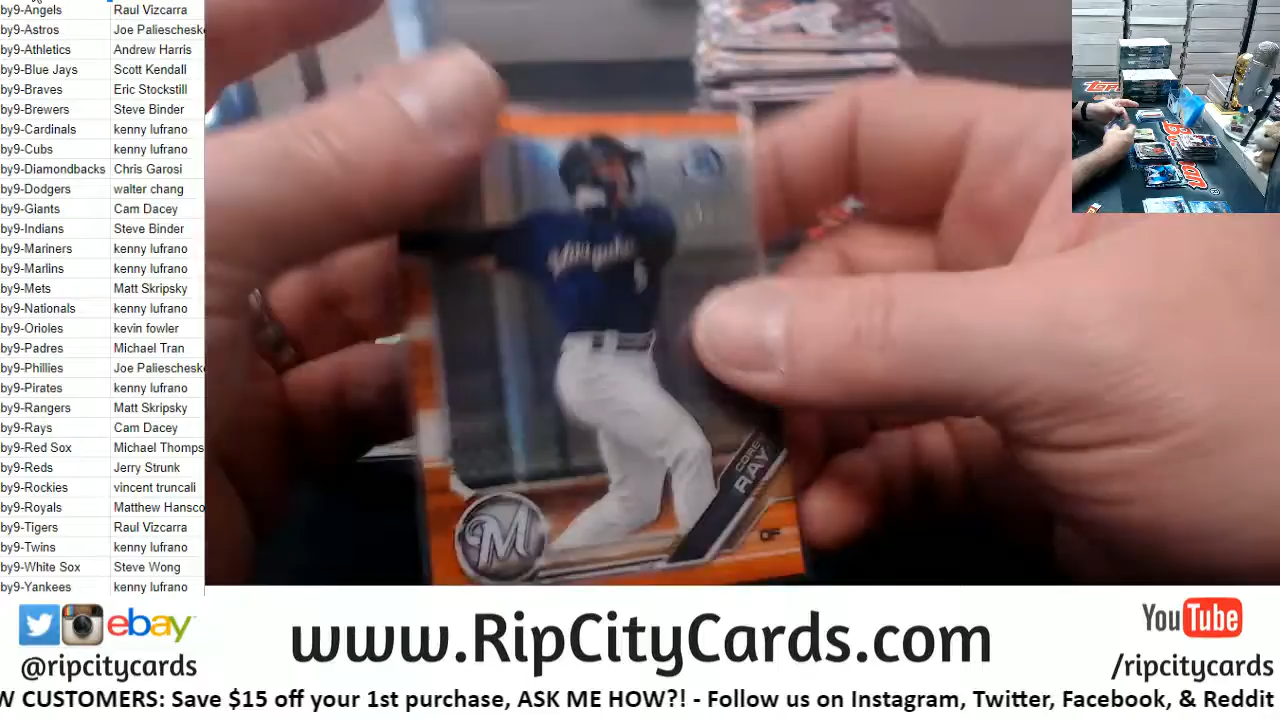 by9-Angels Raul Vizcarra
by9-Astros Joe Paliescheske
by9-Athletics Andrew Harris
by9-Blue Jays Scott Kendall
by9-Braves Eric Stockstill
by9-Brewers Steve Binder
by9-Cardinals kenny lufrano
by9-Cubs kenny lufrano
by9-Diamondbacks Chris Garosi
by9-Dodgers walter chang
by9-Giants Cam Dacey
by9-Indians Steve Binder
by9-Mariners kenny lufrano
by9-Marlins kenny lufrano
by9-Mets Matt Skripsky
by9-Nationals kenny lufrano
by9-Orioles kevin fowler
by9-Padres Michael Tran
by9-Phillies Joe Paliescheske
by9-Pirates kenny lufrano
by9-Rangers Matt Skripsky
by9-Rays Cam Dacey
by9-Red Sox Michael Thomps
by9-Reds Jerry Strunk
by9-Rockies vincent truncali
by9-Royals Matthew Hansco
by9-Tigers Raul Vizcarra
by9-Twins kenny lufrano
by9-White Sox Steve Wong
by9-Yankees kenny lufrano
Milwaukee
M
COREY
RAY
OF
ebay
@ripcitycards
www.RipCityCards.com
YouTube
/ripcitycards
W CUSTOMERS: Save $15 off your 1st purchase, ASK ME HOW?! - Follow us on Instagram, Twitter, Facebook, & Reddit